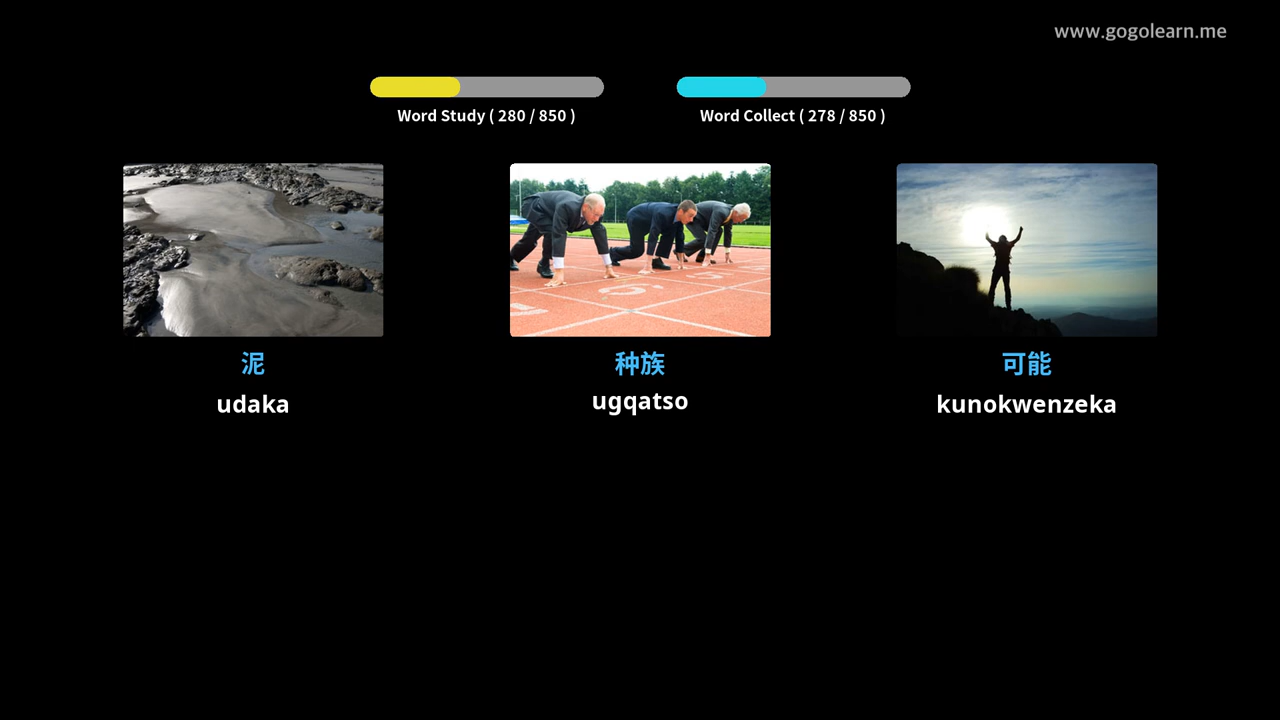 www.gogolearn.me
Word Study ( 280 / 850 )
Word Collect ( 278 / 850 )
泥
种族
可能
udaka
ugqatso
kunokwenzeka